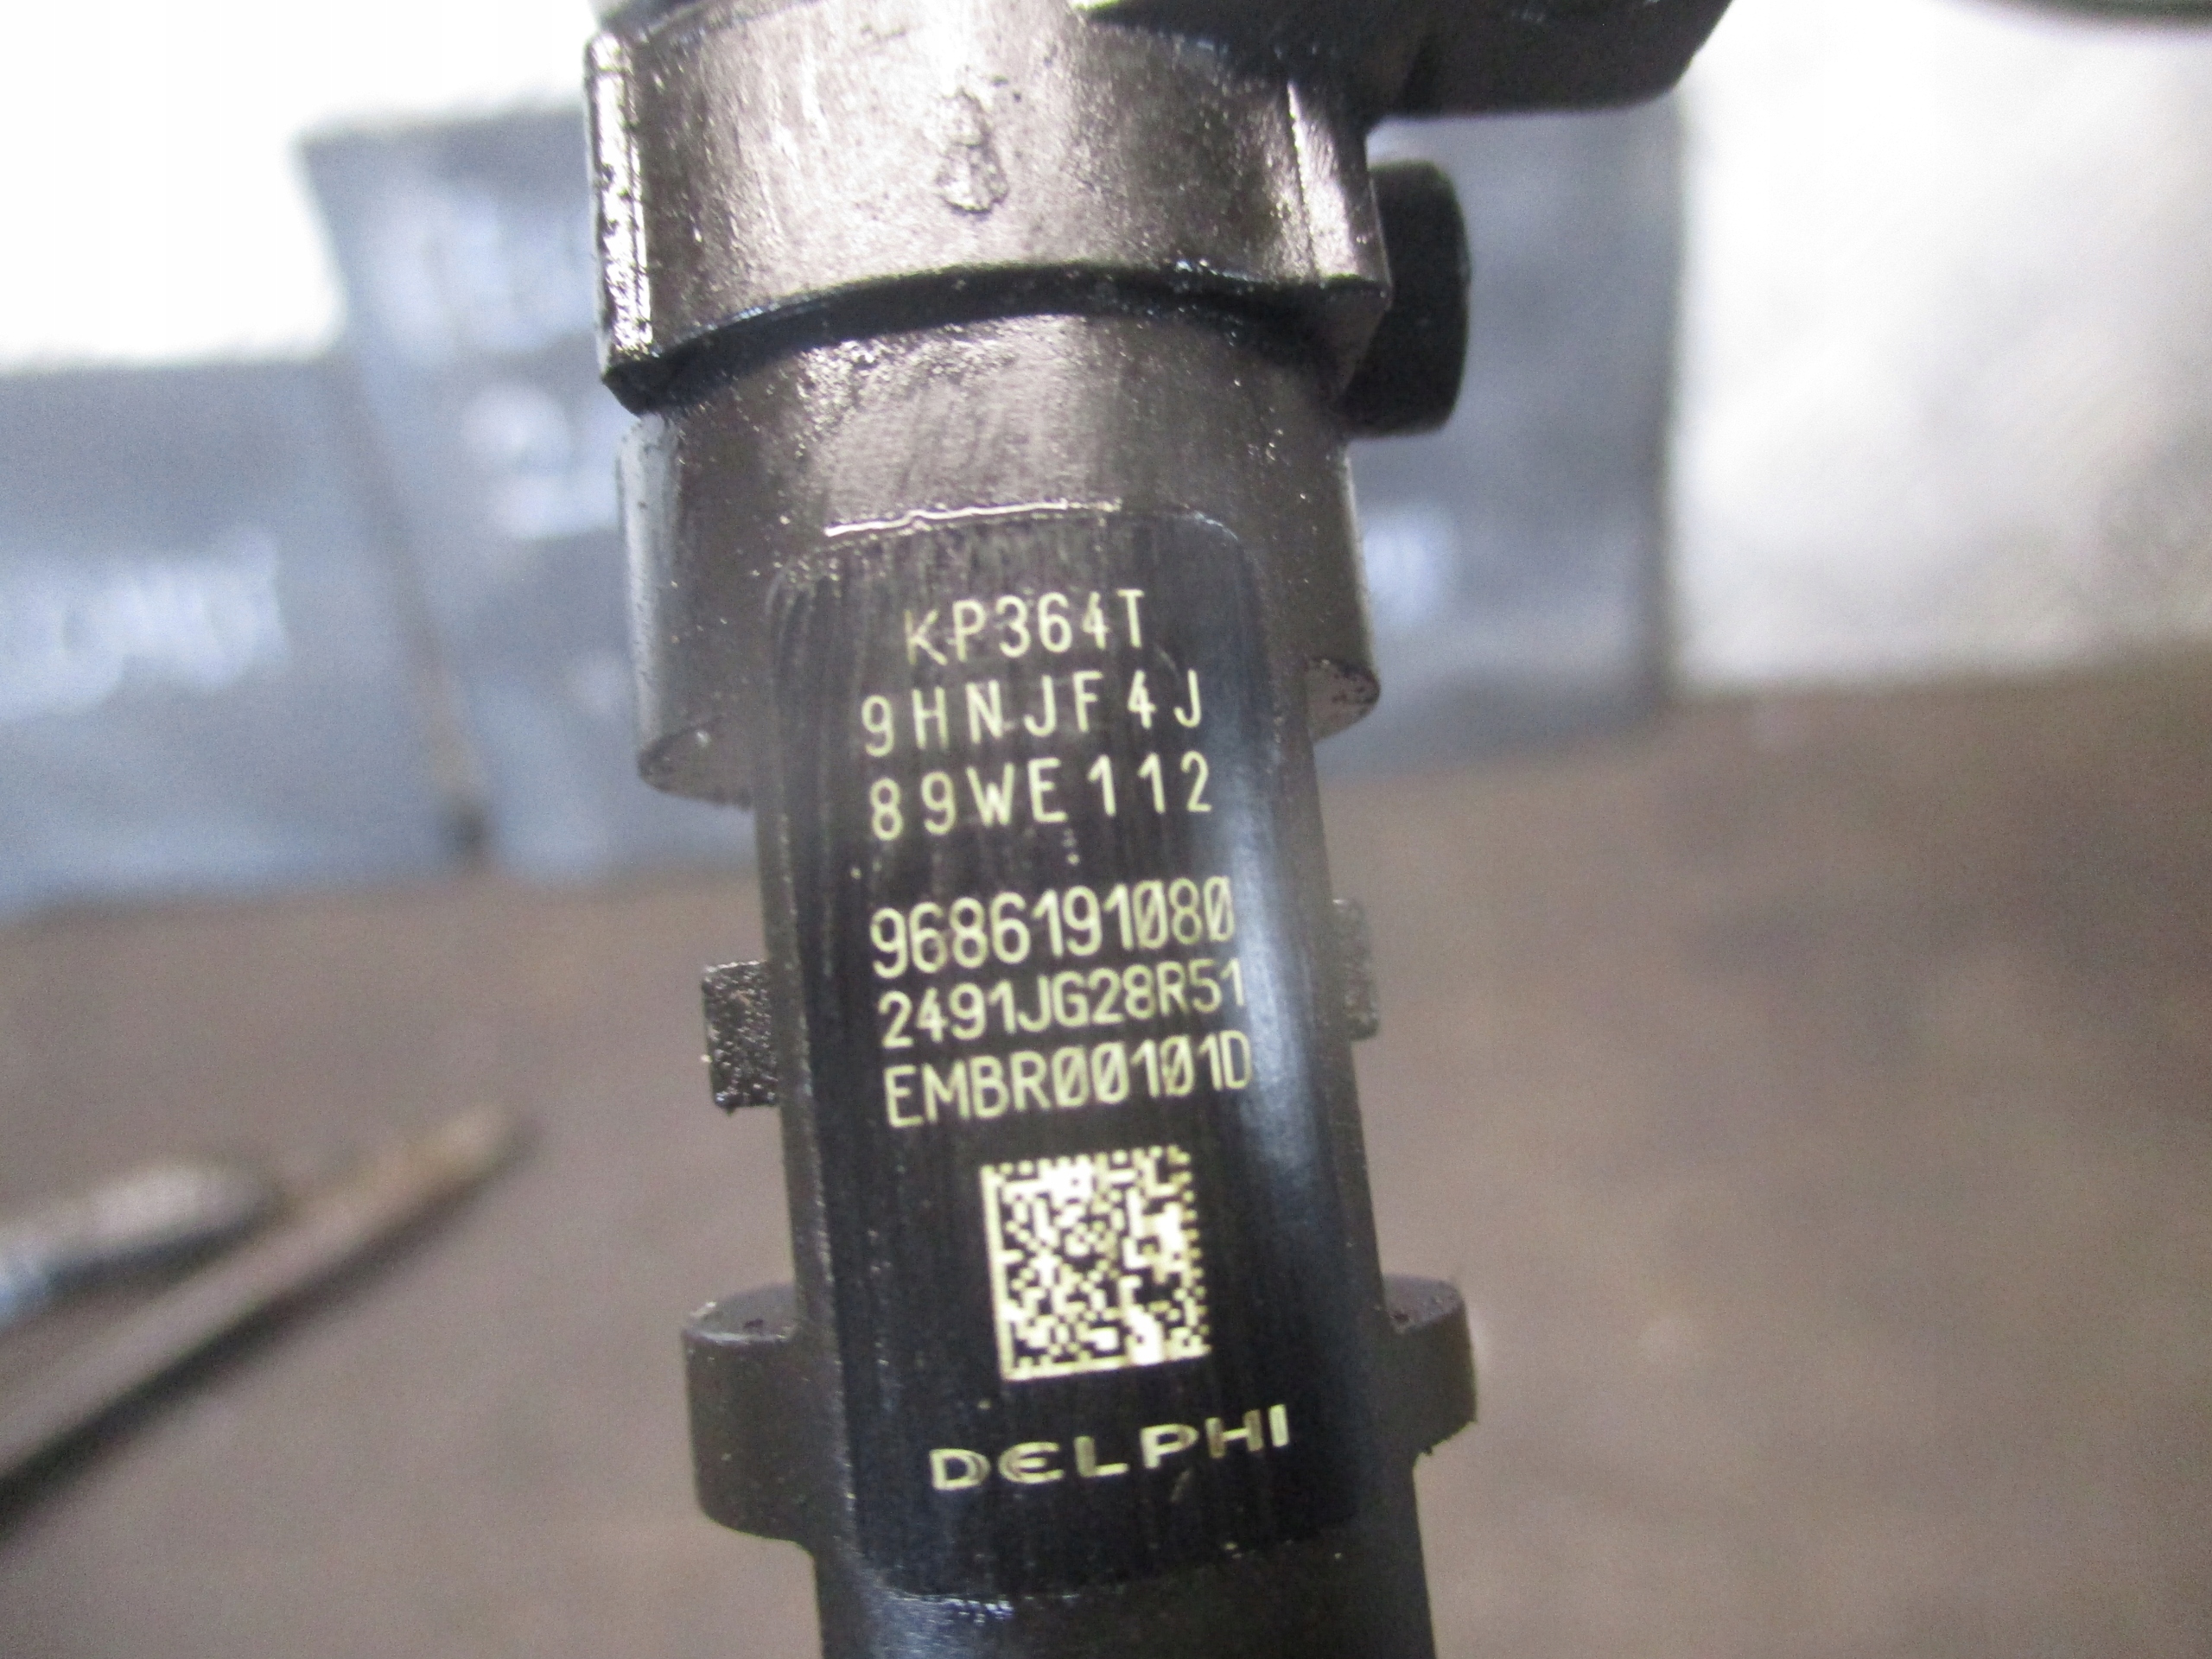 KP364T
9HNJF4J
89WE112
9686191080
2491JG28R51
EMBR00101D
DELPHI